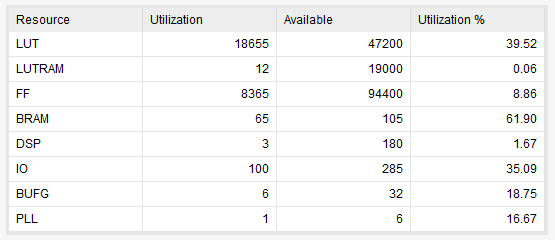 Resource Utilization Available Utilization %
LUT 18655 47200 39.52
LUTRAM 12 19000 0.06
FF 8365 94400 8.86
BRAM 65 105 61.90
DSP 3 180 1.67
IO 100 285 35.09
BUFG 6 32 18.75
PLL 1 6 16.67